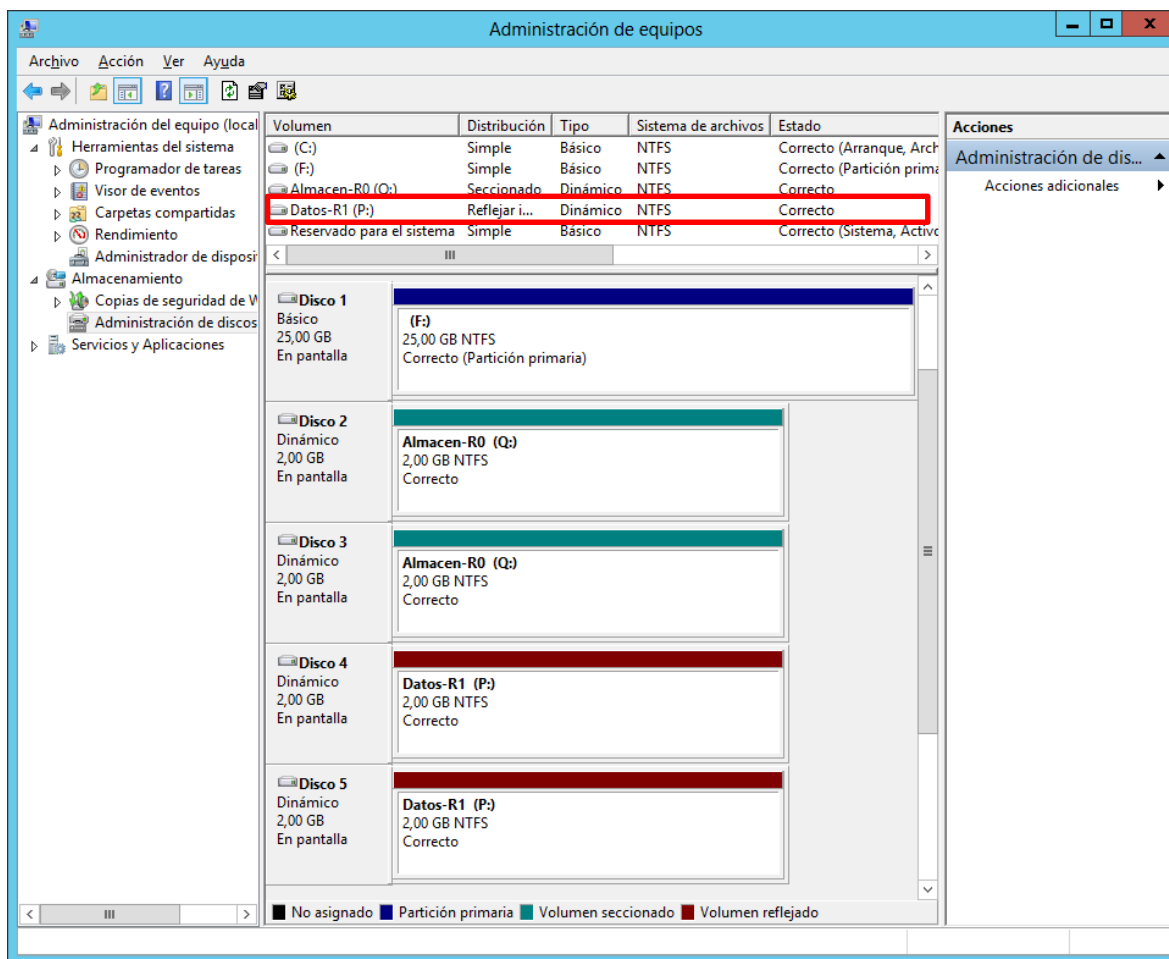 Administración de equipos
Archivo Acción Ver Ayuda
Administración del equipo (local
Herramientas del sistema
Programador de tareas
Visor de eventos
Carpetas compartidas
Rendimiento
Administrador de disposi
Almacenamiento
Copias de seguridad de W
Administración de discos
Servicios y Aplicaciones
Volumen Distribución Tipo Sistema de archivos Estado
(C:) Simple Básico NTFS Correcto (Arranque, Arch
(F:) Simple Básico NTFS Correcto (Partición prima
Almacen-R0 (Q:) Seccionado Dinámico NTFS Correcto
Datos-R1 (P:) Reflejar i... Dinámico NTFS Correcto
Reservado para el sistema Simple Básico NTFS Correcto (Sistema, Activo
Disco 1
Básico
25,00 GB
En pantalla
(F:)
25,00 GB NTFS
Correcto (Partición primaria)
Disco 2
Dinámico
2,00 GB
En pantalla
Almacen-R0 (Q:)
2,00 GB NTFS
Correcto
Disco 3
Dinámico
2,00 GB
En pantalla
Almacen-R0 (Q:)
2,00 GB NTFS
Correcto
Disco 4
Dinámico
2,00 GB
En pantalla
Datos-R1 (P:)
2,00 GB NTFS
Correcto
Disco 5
Dinámico
2,00 GB
En pantalla
Datos-R1 (P:)
2,00 GB NTFS
Correcto
No asignado Partición primaria Volumen seccionado Volumen reflejado
Acciones
Administración de dis...
Acciones adicionales